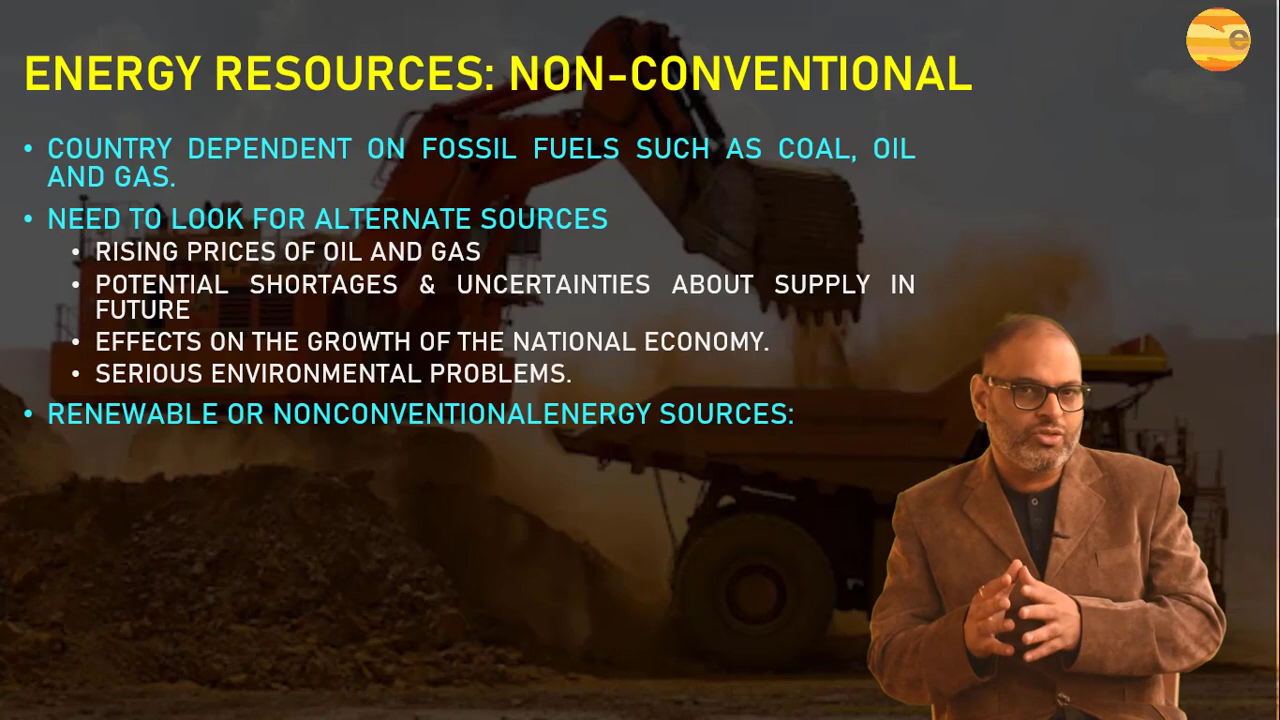 ENERGY RESOURCES: NON-CONVENTIONAL
• COUNTRY DEPENDENT ON FOSSIL FUELS SUCH AS COAL, OIL
AND GAS.
• NEED TO LOOK FOR ALTERNATE SOURCES
• RISING PRICES OF OIL AND GAS
• POTENTIAL SHORTAGES & UNCERTAINTIES ABOUT SUPPLY IN
FUTURE
• EFFECTS ON THE GROWTH OF THE NATIONAL ECONOMY.
• SERIOUS ENVIRONMENTAL PROBLEMS.
• RENEWABLE OR NONCONVENTIONALENERGY SOURCES:
e